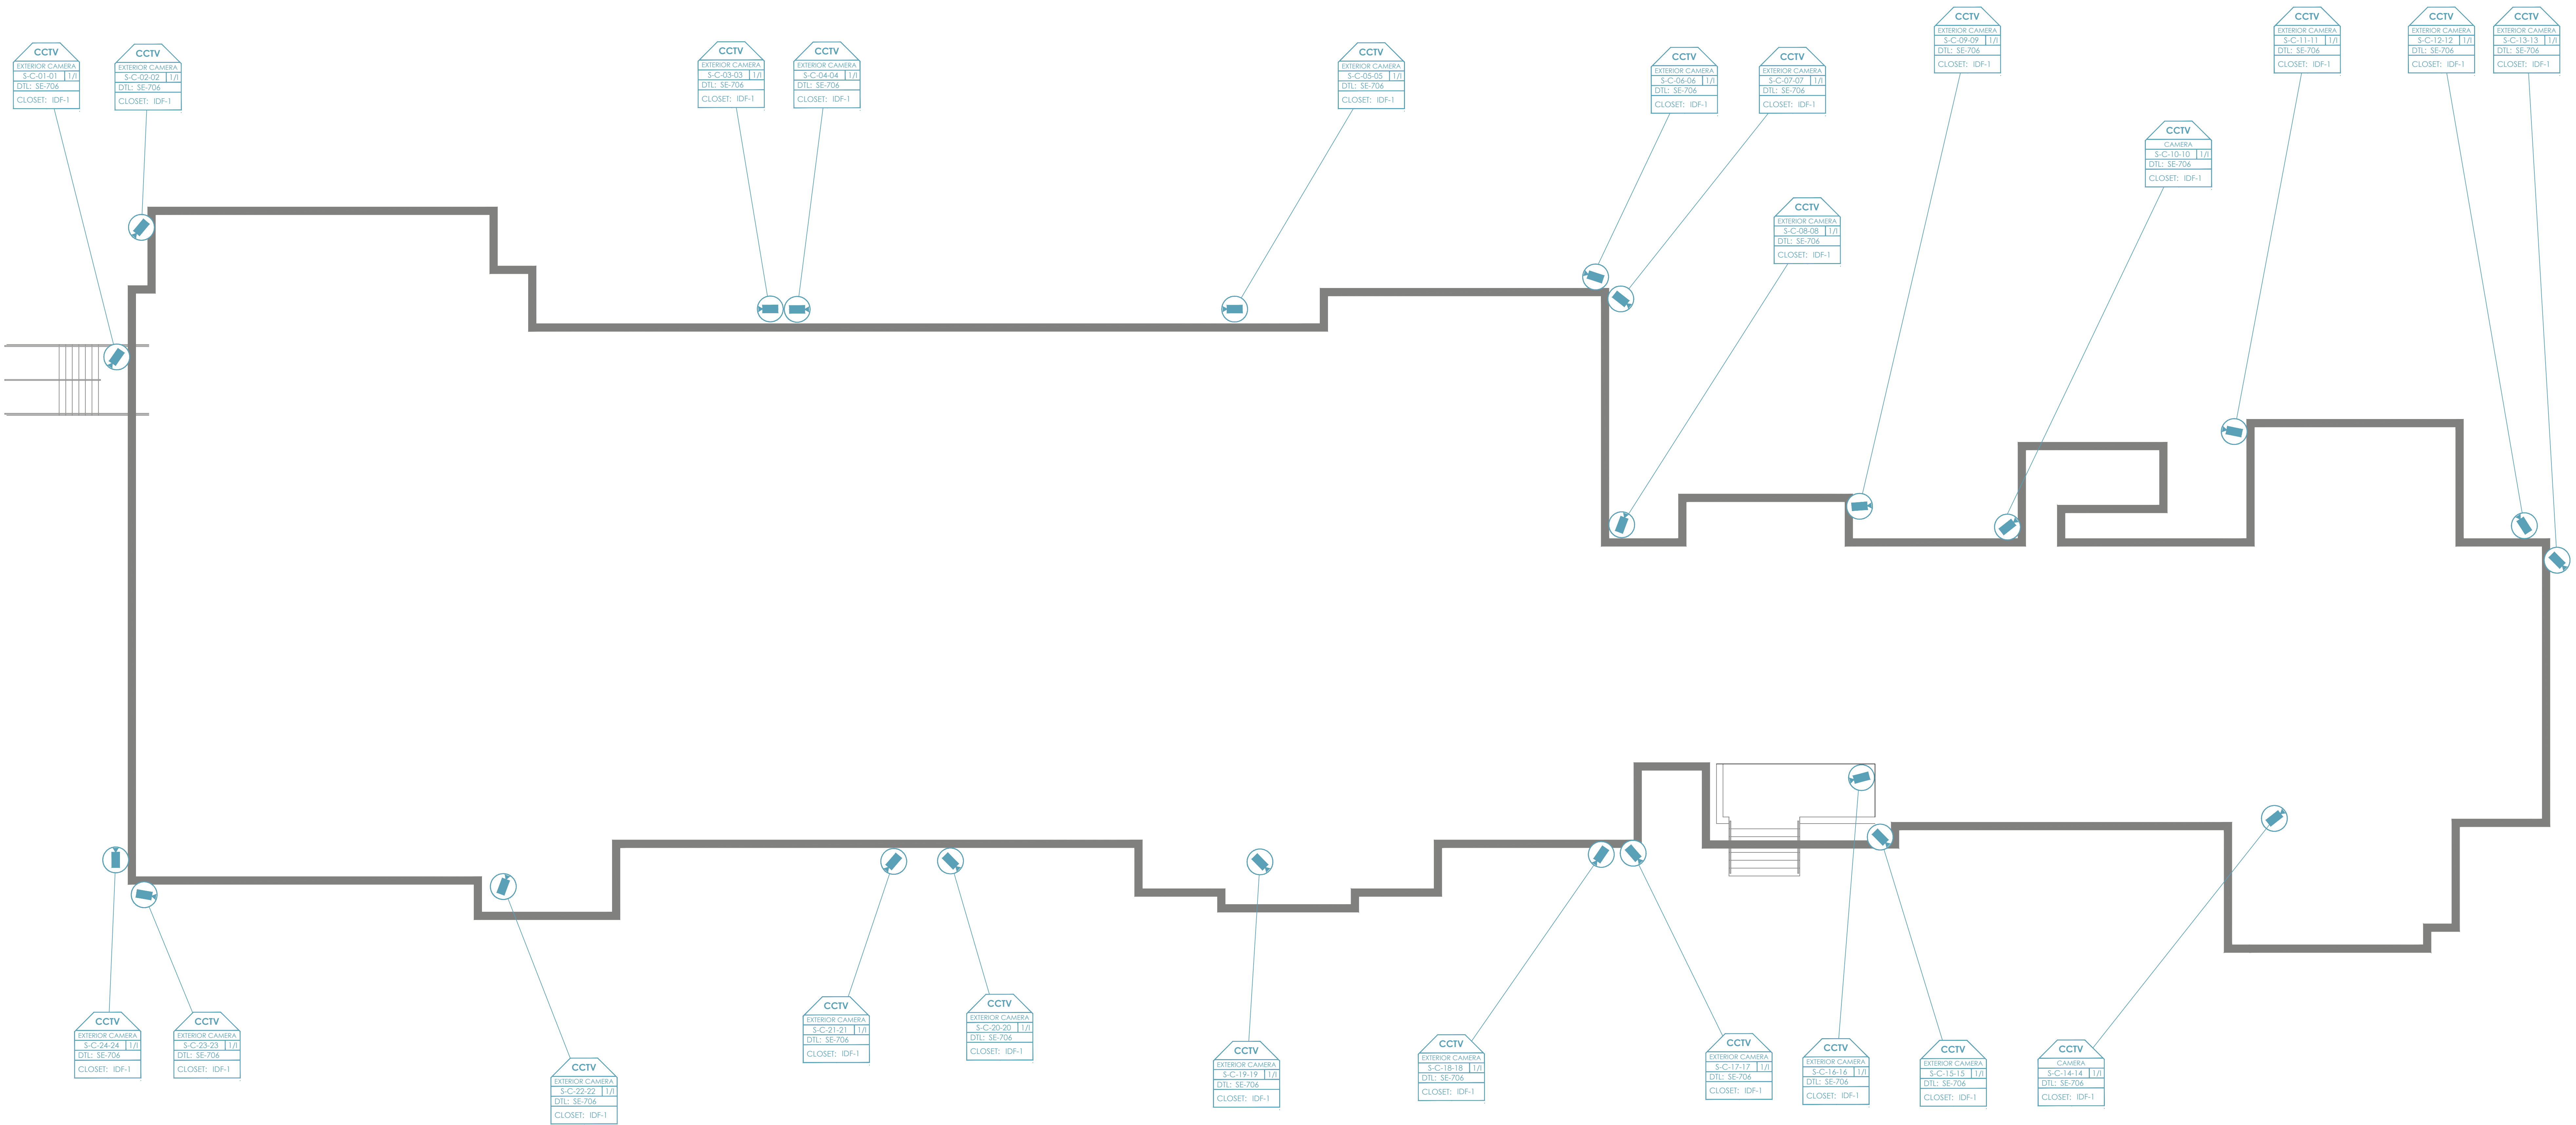 CCTV
EXTERIOR CAMERA
S-C-01-01 1/I
DTL: SE-706
CLOSET: IDF-1
CCTV
EXTERIOR CAMERA
S-C-02-02 1/I
DTL: SE-706
CLOSET: IDF-1
CCTV
EXTERIOR CAMERA
S-C-03-03 1/I
DTL: SE-706
CLOSET: IDF-1
CCTV
EXTERIOR CAMERA
S-C-04-04 1/I
DTL: SE-706
CLOSET: IDF-1
CCTV
EXTERIOR CAMERA
S-C-05-05 1/I
DTL: SE-706
CLOSET: IDF-1
CCTV
EXTERIOR CAMERA
S-C-06-06 1/I
DTL: SE-706
CLOSET: IDF-1
CCTV
EXTERIOR CAMERA
S-C-07-07 1/I
DTL: SE-706
CLOSET: IDF-1
CCTV
EXTERIOR CAMERA
S-C-08-08 1/I
DTL: SE-706
CLOSET: IDF-1
CCTV
EXTERIOR CAMERA
S-C-09-09 1/I
DTL: SE-706
CLOSET: IDF-1
CCTV
CAMERA
S-C-10-10 1/I
DTL: SE-706
CLOSET: IDF-1
CCTV
EXTERIOR CAMERA
S-C-11-11 1/I
DTL: SE-706
CLOSET: IDF-1
CCTV
EXTERIOR CAMERA
S-C-12-12 1/I
DTL: SE-706
CLOSET: IDF-1
CCTV
EXTERIOR CAMERA
S-C-13-13 1/I
DTL: SE-706
CLOSET: IDF-1
CCTV
EXTERIOR CAMERA
S-C-24-24 1/I
DTL: SE-706
CLOSET: IDF-1
CCTV
EXTERIOR CAMERA
S-C-23-23 1/I
DTL: SE-706
CLOSET: IDF-1
CCTV
EXTERIOR CAMERA
S-C-22-22 1/I
DTL: SE-706
CLOSET: IDF-1
CCTV
EXTERIOR CAMERA
S-C-21-21 1/I
DTL: SE-706
CLOSET: IDF-1
CCTV
EXTERIOR CAMERA
S-C-20-20 1/I
DTL: SE-706
CLOSET: IDF-1
CCTV
EXTERIOR CAMERA
S-C-19-19 1/I
DTL: SE-706
CLOSET: IDF-1
CCTV
EXTERIOR CAMERA
S-C-18-18 1/I
DTL: SE-706
CLOSET: IDF-1
CCTV
EXTERIOR CAMERA
S-C-17-17 1/I
DTL: SE-706
CLOSET: IDF-1
CCTV
EXTERIOR CAMERA
S-C-16-16 1/I
DTL: SE-706
CLOSET: IDF-1
CCTV
EXTERIOR CAMERA
S-C-15-15 1/I
DTL: SE-706
CLOSET: IDF-1
CCTV
CAMERA
S-C-14-14 1/I
DTL: SE-706
CLOSET: IDF-1